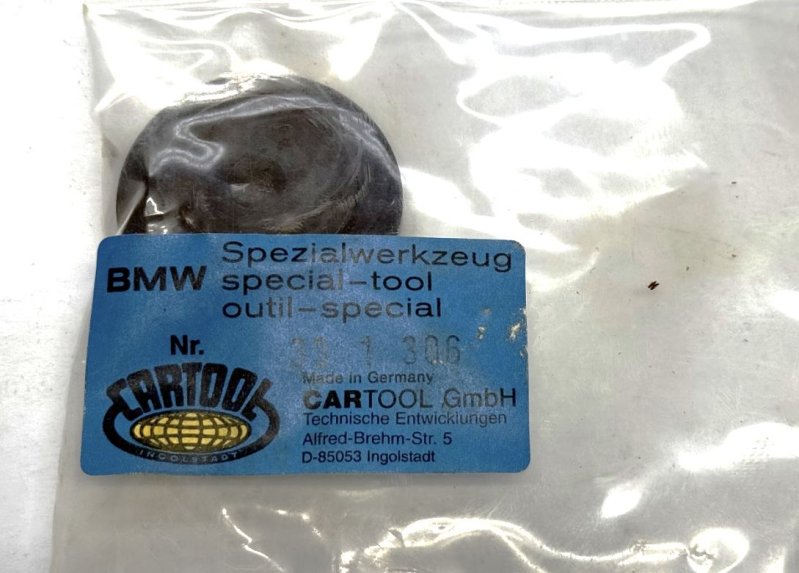 BMW
Spezialwerkzeug
special-tool
outil-special
Nr.
1 306
CARTOOL
INGOLSTADT
Made in Germany
CARTOOL GmbH
Technische Entwicklungen
Alfred-Brehm-Str. 5
D-85053 Ingolstadt